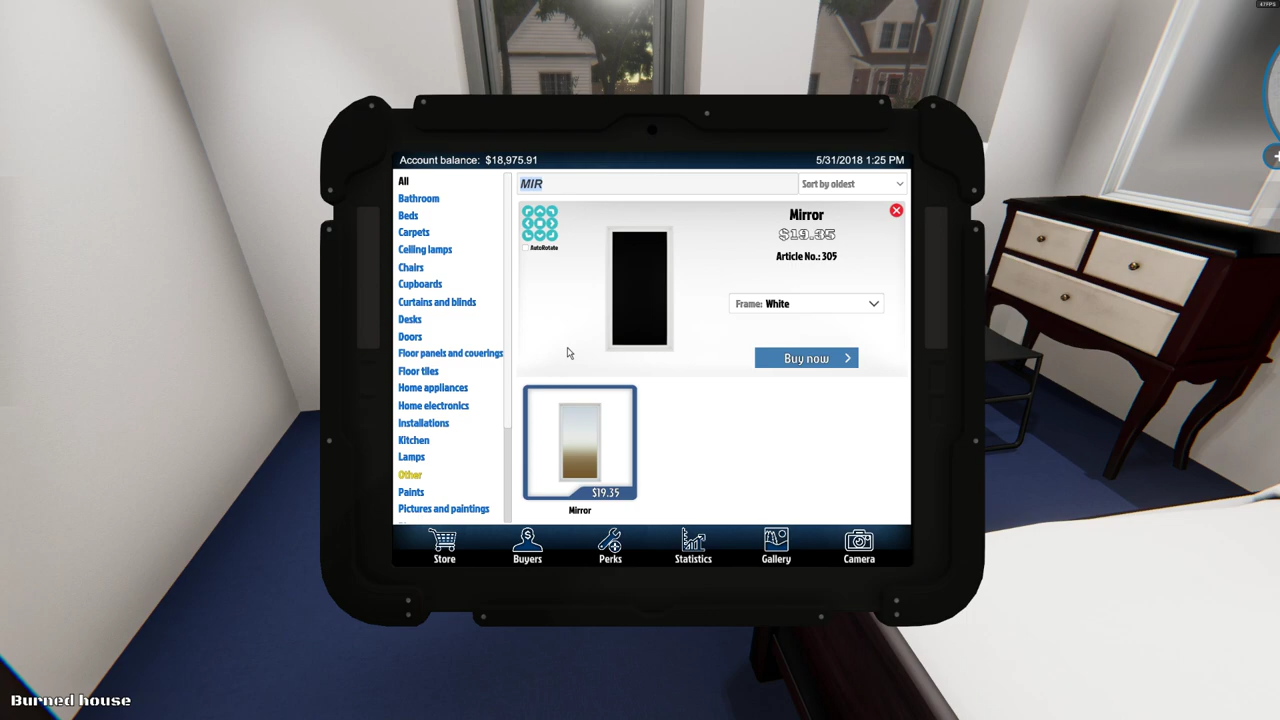 47FPS
Account balance: $18,975.91 5/31/2018 1:25 PM
All
Bathroom
Beds
Carpets
Ceiling lamps
Chairs
Cupboards
Curtains and blinds
Desks
Doors
Floor panels and coverings
Floor tiles
Home appliances
Home electronics
Installations
Kitchen
Lamps
Other
Paints
Pictures and paintings
MIR
Sort by oldest
AutoRotate
Mirror
$19.35
Article No.: 305
Frame: White
Buy now
$19.35
Mirror
Store
Buyers
Perks
Statistics
Gallery
Camera
Burned house